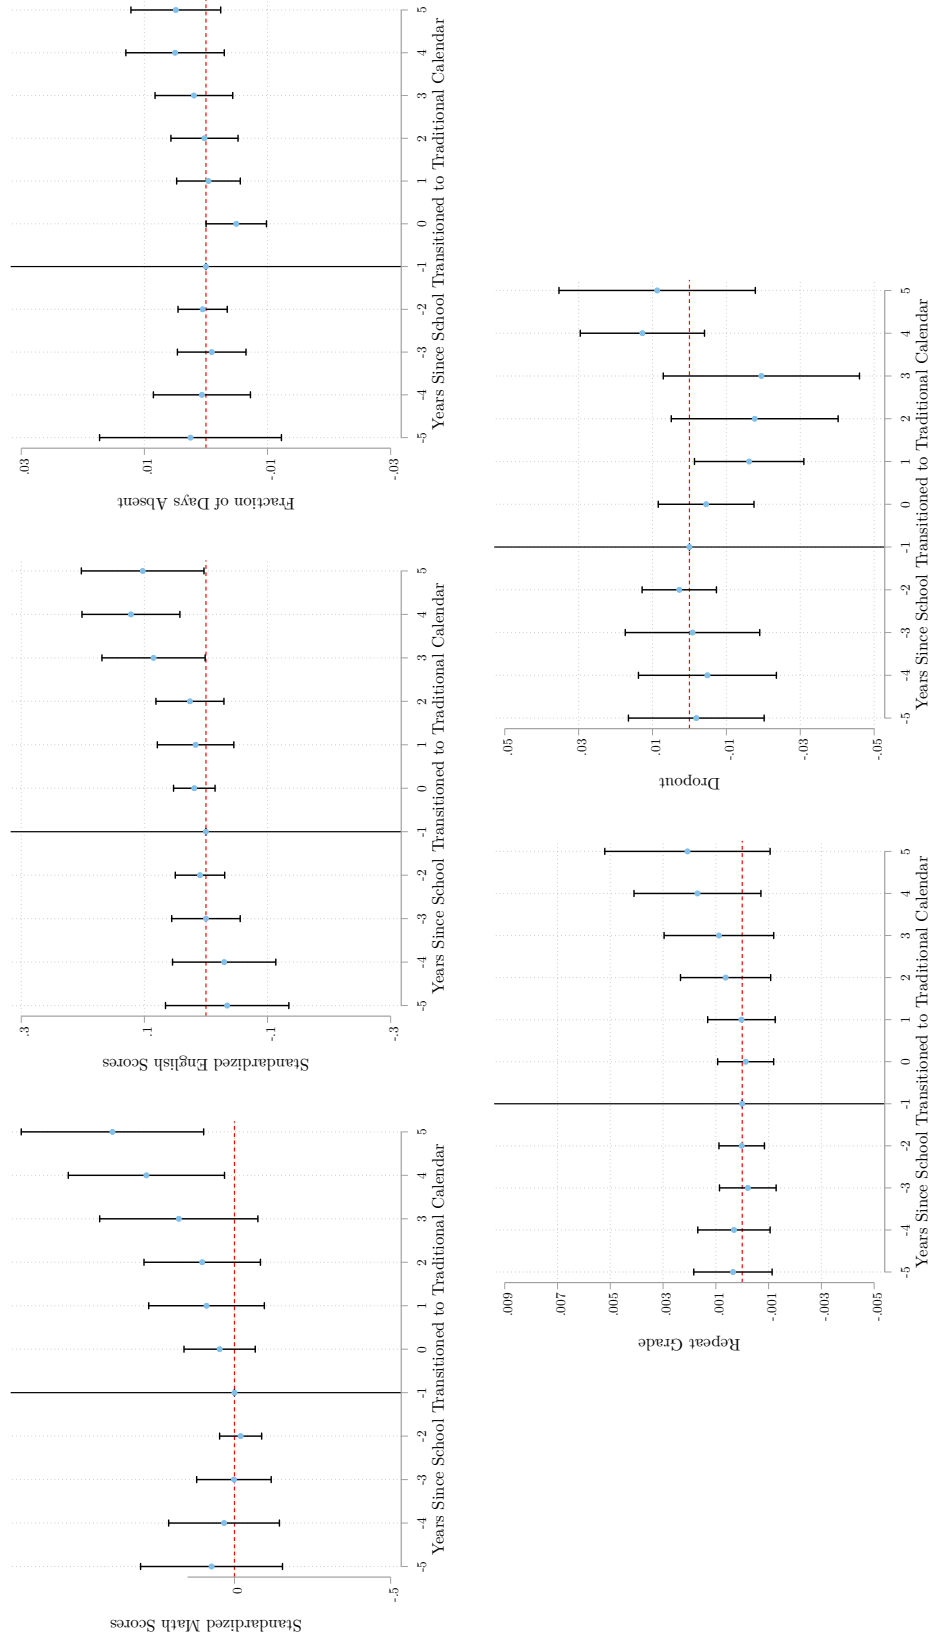 Standardized Math Scores
0
-.5
-5 -4 -3 -2 -1 0 1 2 3 4 5
Years Since School Transitioned to Traditional Calendar
Standardized English Scores
.3
.1
-.1
-.3
-5 -4 -3 -2 -1 0 1 2 3 4 5
Years Since School Transitioned to Traditional Calendar
Fraction of Days Absent
.03
.01
-.01
-.03
-5 -4 -3 -2 -1 0 1 2 3 4 5
Years Since School Transitioned to Traditional Calendar
Repeat Grade
.009
.007
.005
.003
.001
-.001
-.003
-.005
-5 -4 -3 -2 -1 0 1 2 3 4 5
Years Since School Transitioned to Traditional Calendar
Dropout
.05
.03
.01
-.01
-.03
-.05
-5 -4 -3 -2 -1 0 1 2 3 4 5
Years Since School Transitioned to Traditional Calendar